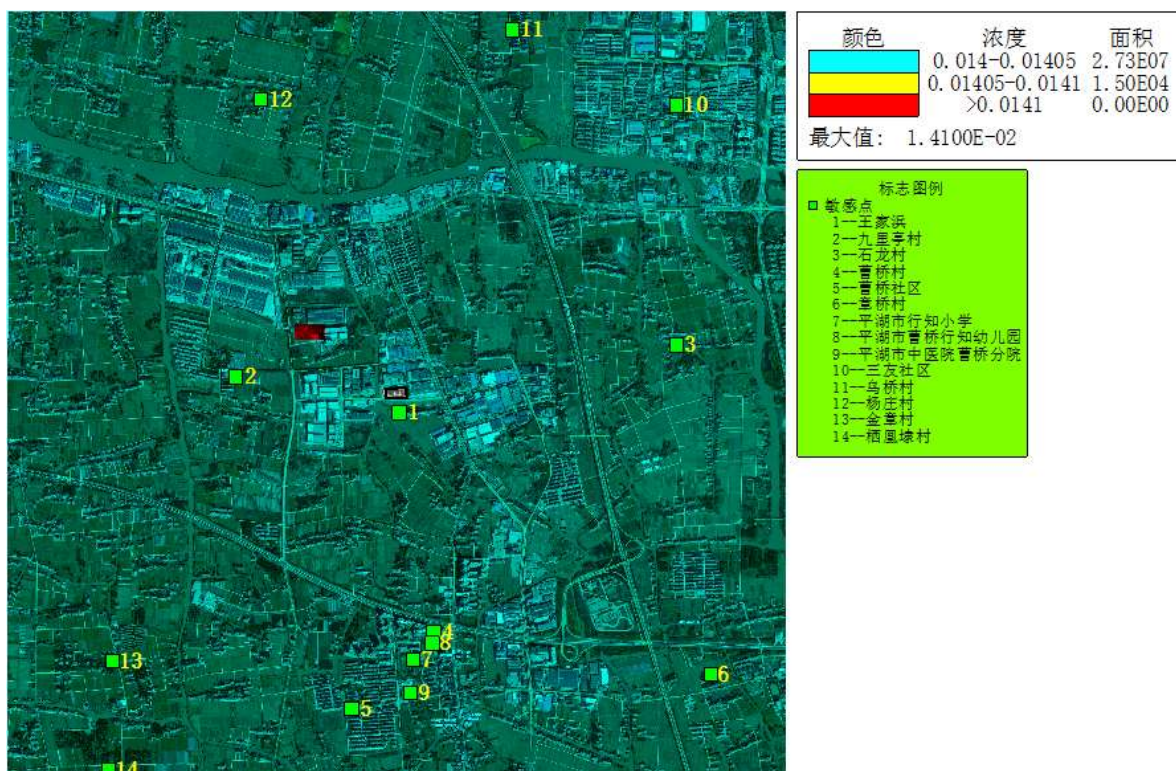 11
12
10
3
2
1
4
8
7
13
6
9
5
14
颜色 浓度 面积
0.014-0.01405 2.73E07
0.01405-0.0141 1.50E04
>0.0141 0.00E00
最大值: 1.4100E-02
标志图例
敏感点
1--王家浜
2--九里亭村
3--石龙村
4--曹桥村
5--曹桥社区
6--章桥村
7--平湖市行知小学
8--平湖市曹桥行知幼儿园
9--平湖市中医院曹桥分院
10--三友社区
11--乌桥村
12--杨庄村
13--金章村
14--栖凰埭村